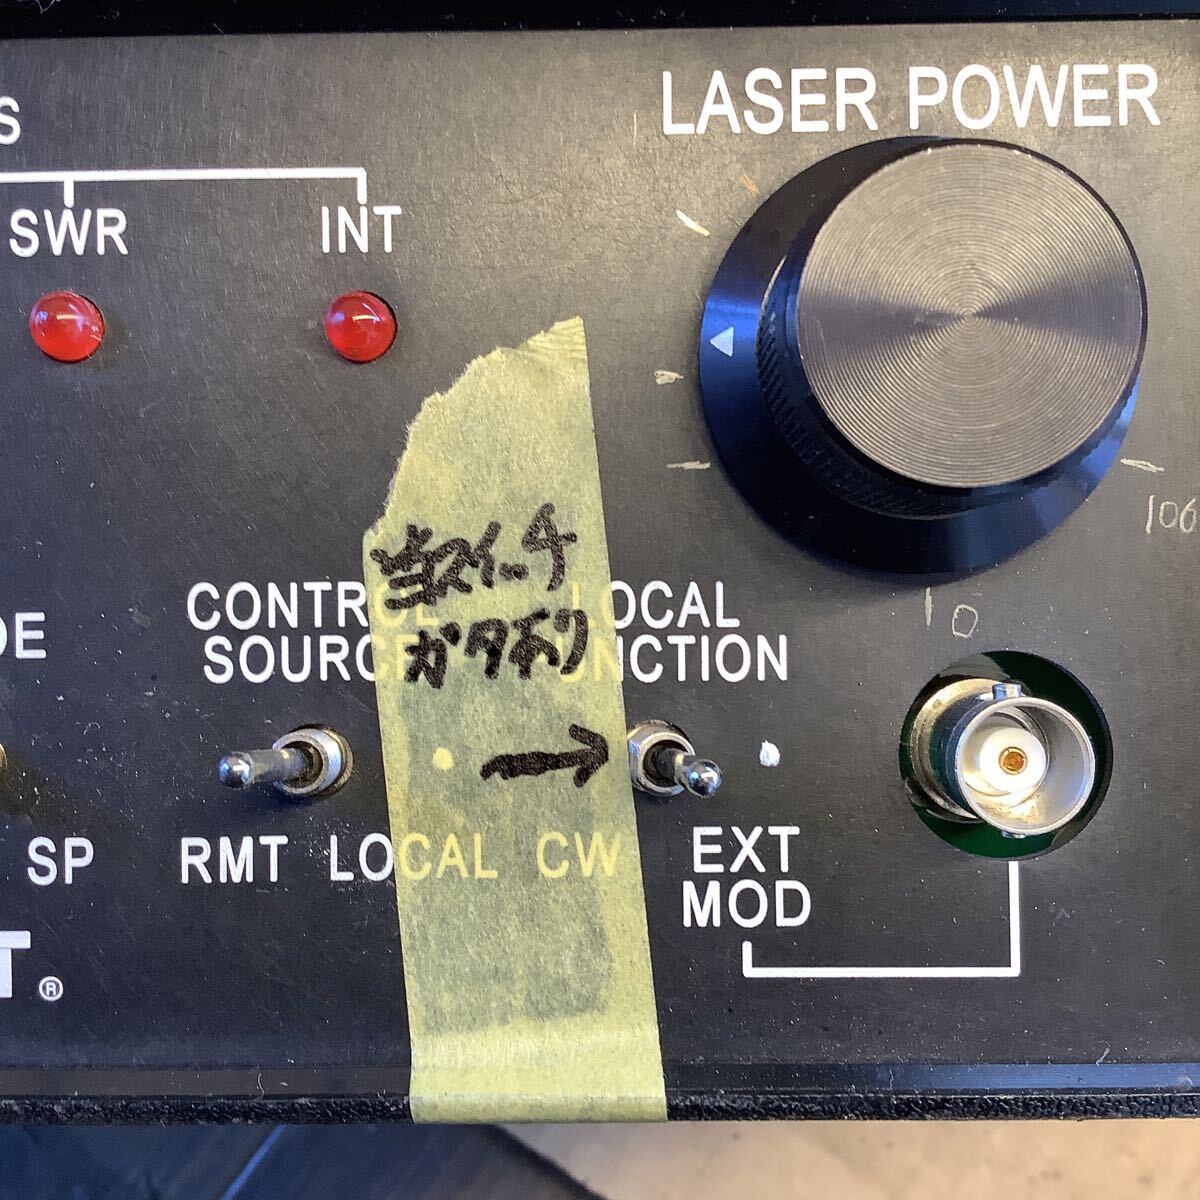 S
SWR
INT
LASER POWER
106
10
当スイッチ
ガタ有り
DE
CONTROL
SOURCE
LOCAL
FUNCTION
SP
RMT LOCAL
CW
EXT
MOD
T®